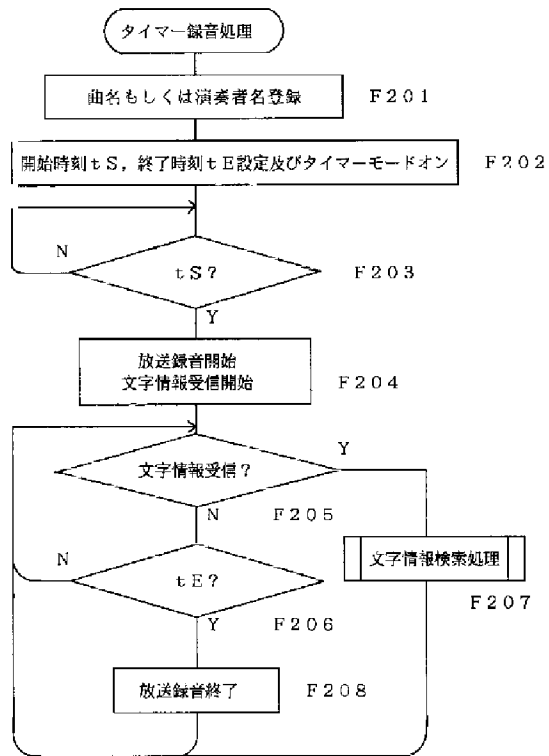 タイマー録音処理
曲名もしくは演奏者名登録
F201
開始時刻tS，終了時刻tE設定及びタイマーモードオン
F202
N
tS?
F203
Y
放送録音開始
文字情報受信開始
F204
文字情報受信?
Y
N
F205
N
tE?
F206
Y
文字情報検索処理
F207
放送録音終了
F208